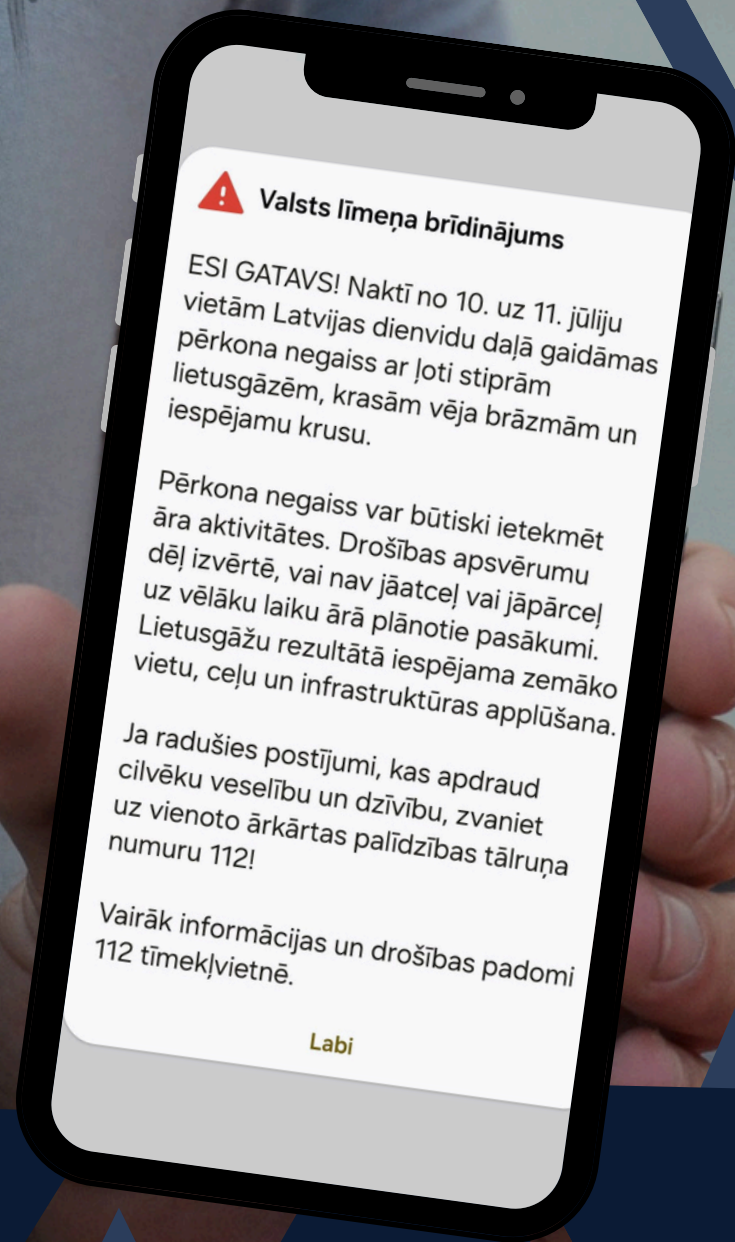 Valsts līmeņa brīdinājums
ESI GATAVS! Naktī no 10. uz 11. jūliju
vietām Latvijas dienvidu daļā gaidāmas
pērkona negaiss ar ļoti stiprām
lietusgāzēm, krasām vēja brāzmām un
iespējamu krusu.
Pērkona negaiss var būtiski ietekmēt
āra aktivitātes. Drošības apsvērumu
dēļ izvērtē, vai nav jāatceļ vai jāpārceļ
uz vēlāku laiku ārā plānotie pasākumi.
Lietusgāžu rezultātā iespējama zemāko
vietu, ceļu un infrastruktūras applūšana.
Ja radušies postījumi, kas apdraud
cilvēku veselību un dzīvību, zvaniet
uz vienoto ārkārtas palīdzības tālruņa
numuru 112!
Vairāk informācijas un drošības padomi
112 tīmekļvietnē.
Labi